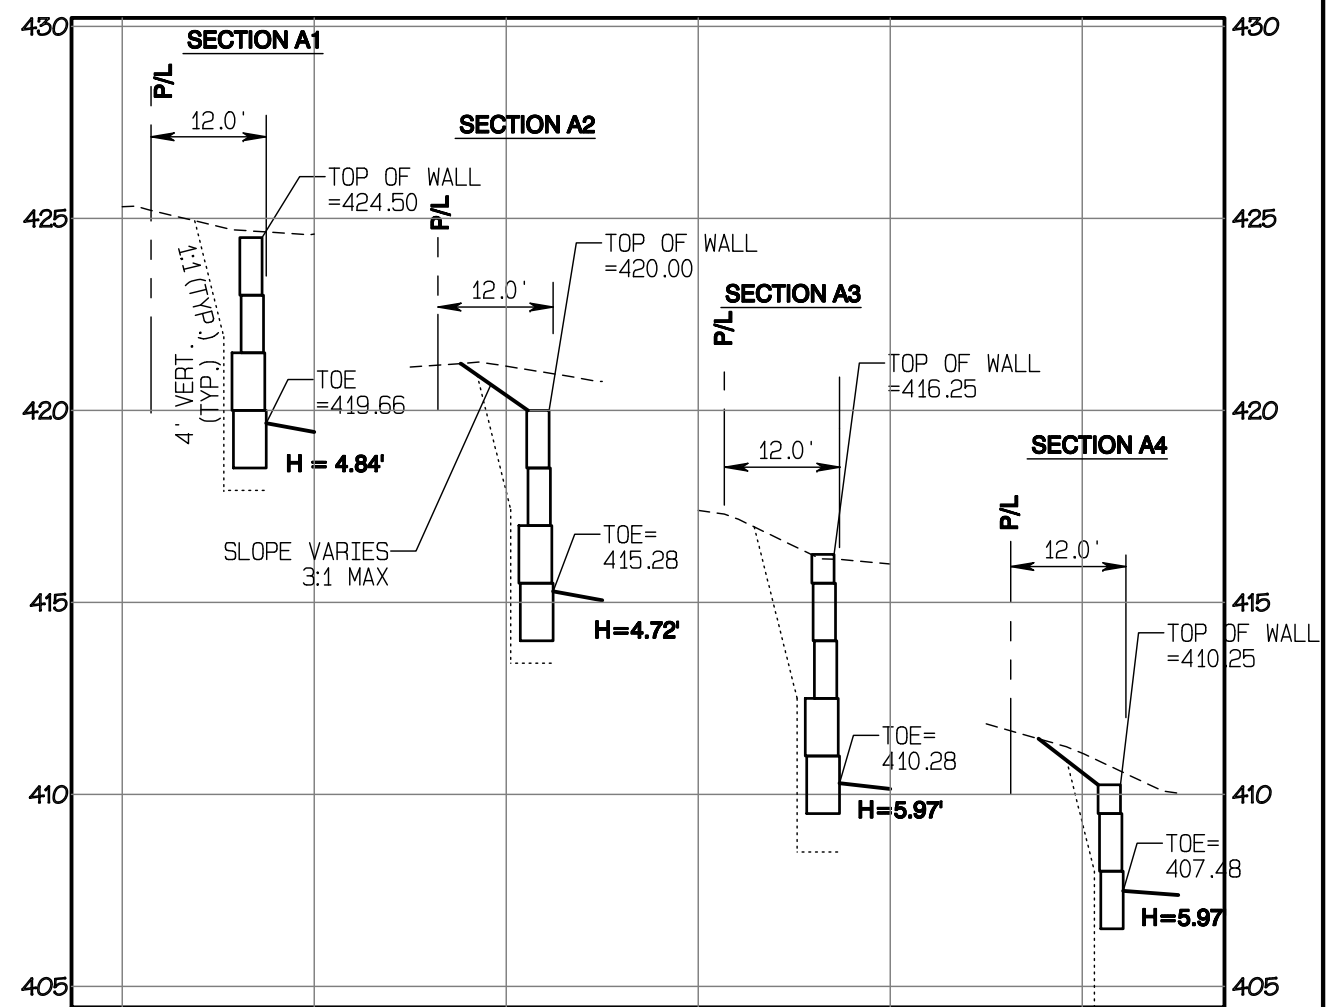 430
430
SECTION A1
P/L
12.0'
SECTION A2
TOP OF WALL
=424.50
P/L
425
425
TOP OF WALL
=420.00
1:1 (TYP.)
12.0'
SECTION A3
P/L
4' VERT.
(TYP.)
TOE
=419.66
TOP OF WALL
=416.25
420
420
H = 4.84'
12.0'
SECTION A4
P/L
SLOPE VARIES
3:1 MAX
TOE=
415.28
12.0'
415
415
H=4.72'
TOP OF WALL
=410.25
TOE=
410.28
410
410
H=5.97'
TOE=
407.48
H=5.97
405
405